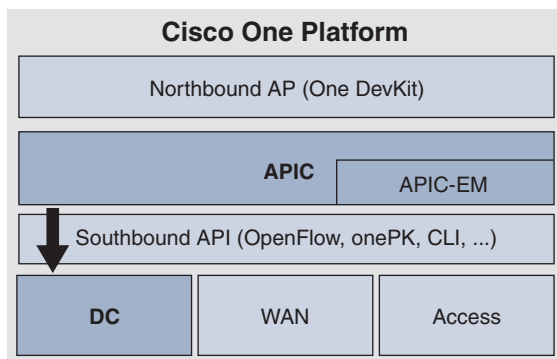 Cisco One Platform
Northbound AP (One DevKit)
APIC
APIC-EM
Southbound API (OpenFlow, onePK, CLI, ...)
DC
WAN
Access